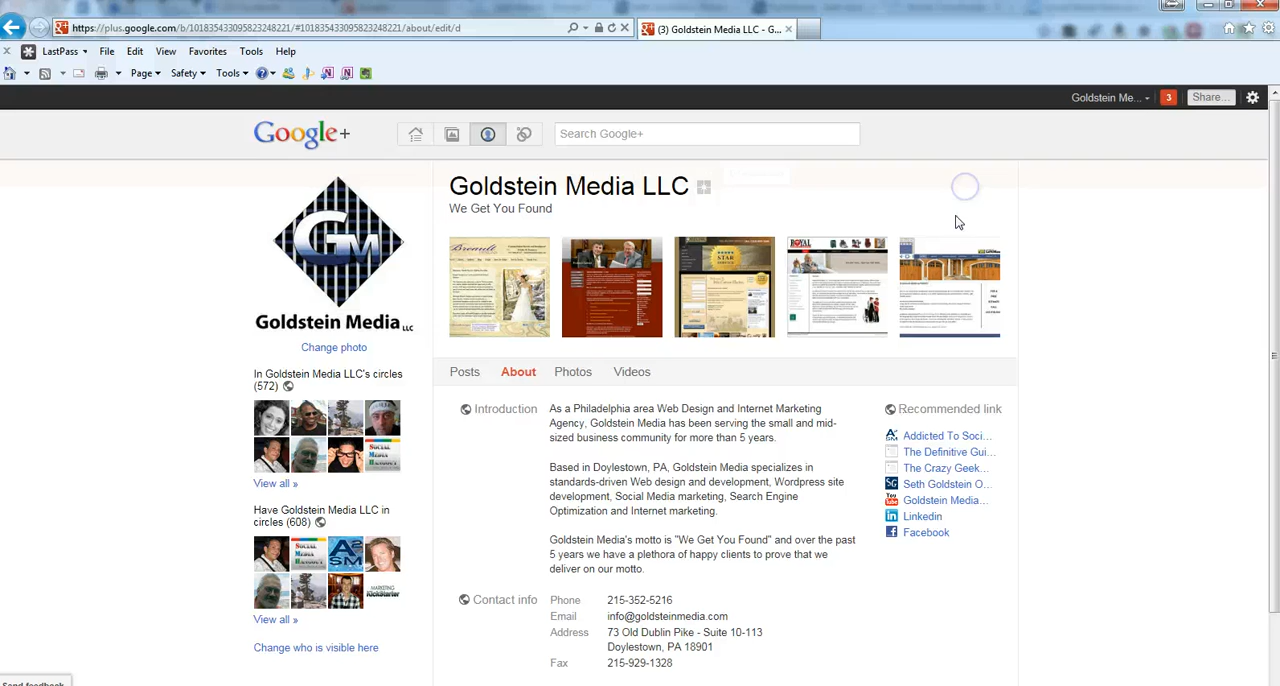 https://plus.google.com/b/101835433095823248221/#101835433095823248221/about/edit/d
(3) Goldstein Media LLC - G...
LastPass File Edit View Favorites Tools Help
Page Safety Tools
Goldstein Me... 3 Share...
Google+
Search Google+
Goldstein Media LLC
We Get You Found
GM
Goldstein Media LLC
Change photo
In Goldstein Media LLC's circles
(572)
View all »
Have Goldstein Media LLC in
circles (608)
View all »
Change who is visible here
Posts About Photos Videos
Introduction
As a Philadelphia area Web Design and Internet Marketing
Agency, Goldstein Media has been serving the small and mid-
sized business community for more than 5 years.
Based in Doylestown, PA, Goldstein Media specializes in
standards-driven Web design and development, Wordpress site
development, Social Media marketing, Search Engine
Optimization and Internet marketing.
Goldstein Media's motto is "We Get You Found" and over the past
5 years we have a plethora of happy clients to prove that we
deliver on our motto.
Contact info
Phone 215-352-5216
Email info@goldsteinmedia.com
Address 73 Old Dublin Pike - Suite 10-113
Doylestown, PA 18901
Fax 215-929-1328
Recommended link
Addicted To Soci...
The Definitive Gui...
The Crazy Geek...
Seth Goldstein O...
Goldstein Media...
Linkedin
Facebook
Send feedback